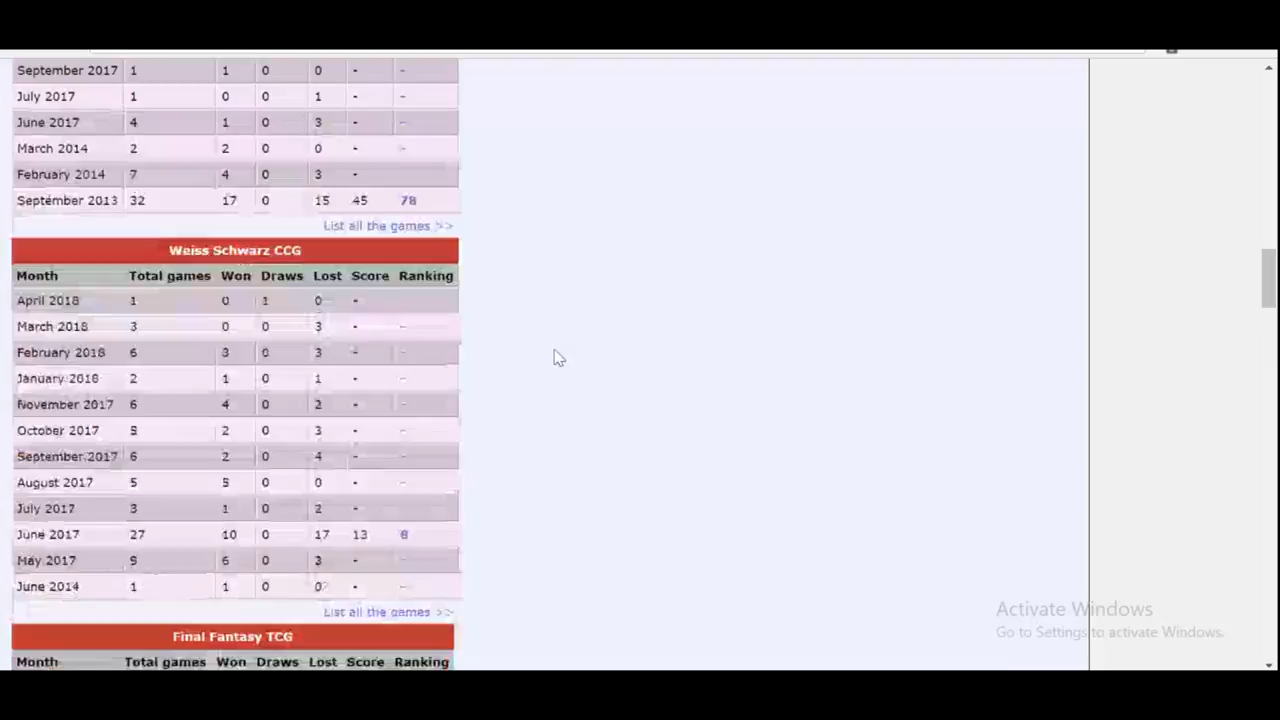 September 2017 1 1 0 0 - -
July 2017 1 0 0 1 - -
June 2017 4 1 0 3 - -
March 2014 2 2 0 0 - -
February 2014 7 4 0 3 -
September 2013 32 17 0 15 45 78
List all the games >>
Weiss Schwarz CCG
Month Total games Won Draws Lost Score Ranking
April 2018 1 0 1 0 -
March 2018 3 0 0 3 - -
February 2018 6 3 0 3 - -
January 2018 2 1 0 1 - -
November 2017 6 4 0 2 - -
October 2017 5 2 0 3 - -
September 2017 6 2 0 4 - -
August 2017 5 5 0 0 - -
July 2017 3 1 0 2 - -
June 2017 27 10 0 17 13 8
May 2017 9 6 0 3 - -
June 2014 1 1 0 0 - -
List all the games >>
Final Fantasy TCG
Month Total games Won Draws Lost Score Ranking
Activate Windows
Go to Settings to activate Windows.